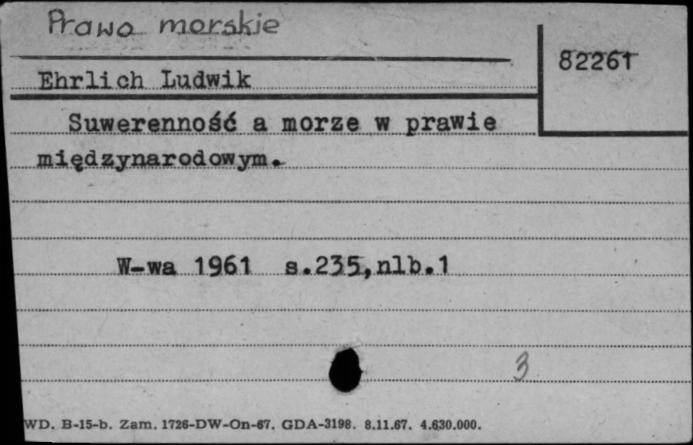 Prawo morskie
82261
Ehrlich Ludwik
Suwerenność a morze w prawie
międzynarodowym.
W-wa 1961 s.235,nlb.1
3
WD. B-15-b. Zam. 1726-DW-On-67. GDA-3198. 8.11.67. 4.630.000.